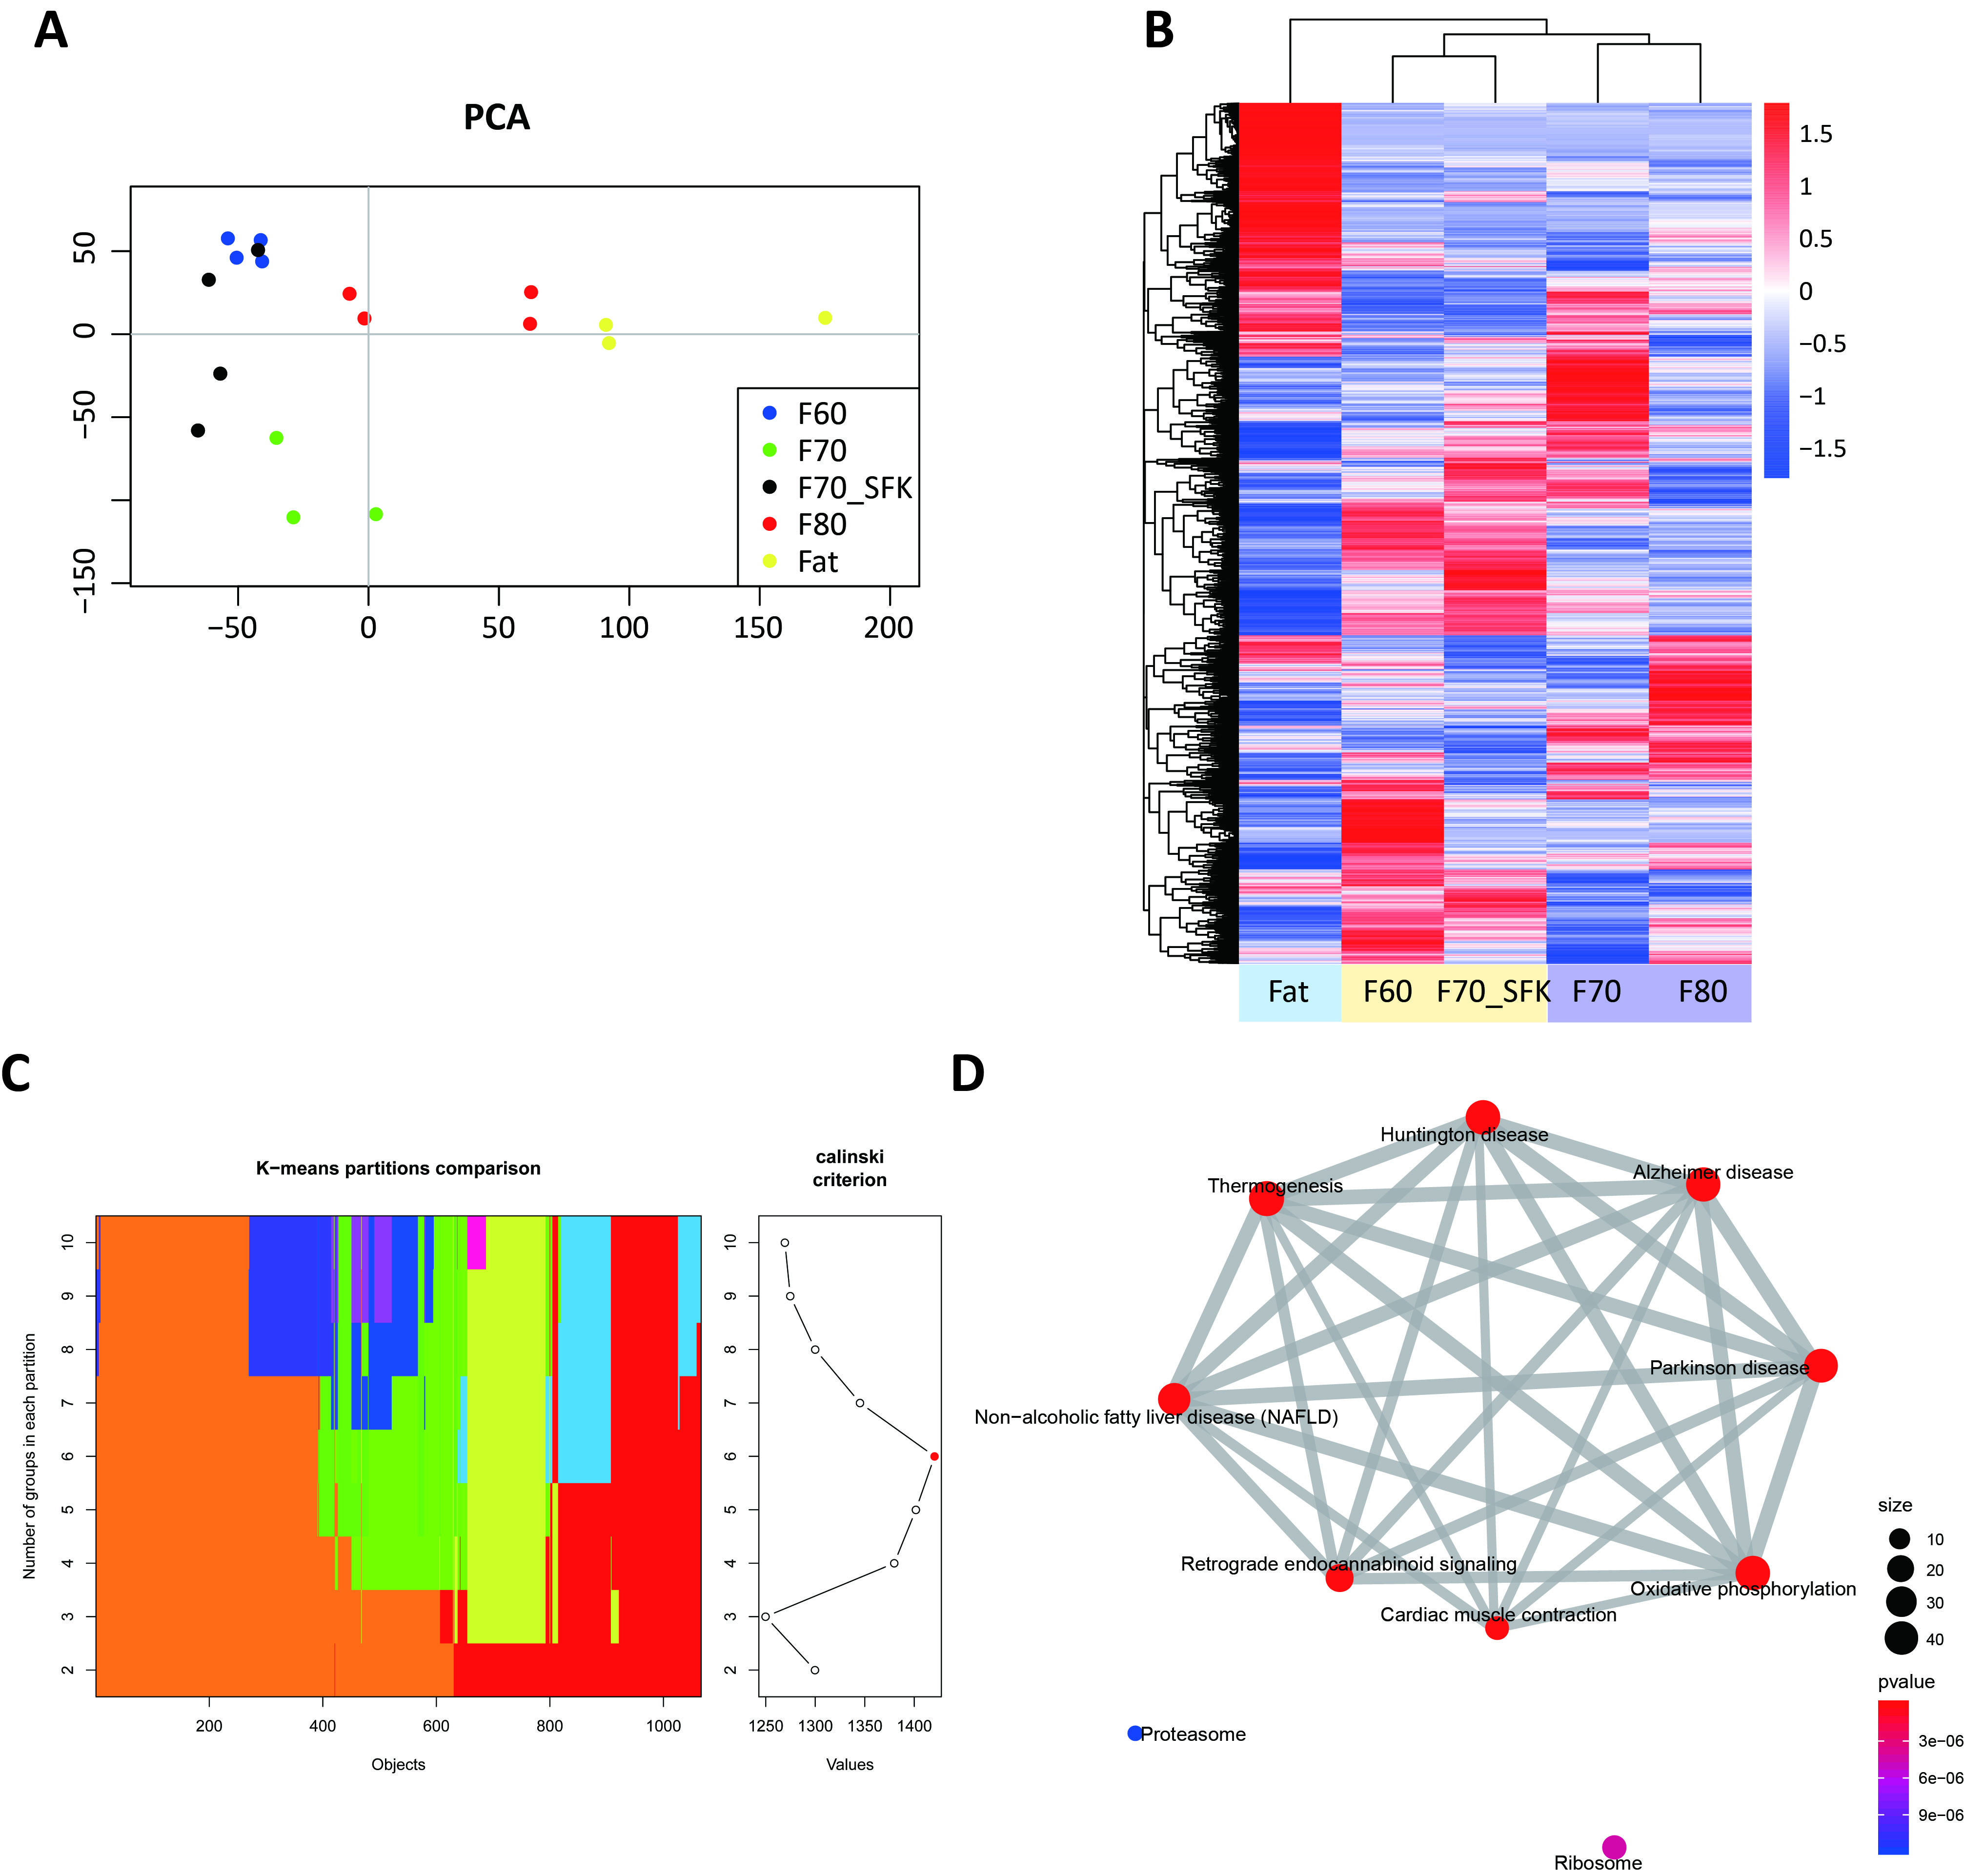 A
PCA
50
0
−50
−150
−50
0
50
100
150
200
F60
F70
F70_SFK
F80
Fat
B
1.5
1
0.5
0
−0.5
−1
−1.5
Fat
F60
F70_SFK
F70
F80
C
K−means partitions comparison
Number of groups in each partition
10
9
8
7
6
5
4
3
2
200
400
600
800
1000
Objects
calinski
criterion
10
9
8
7
6
5
4
3
2
1250
1300
1350
1400
Values
D
Huntington disease
Alzheimer disease
Thermogenesis
Parkinson disease
Non−alcoholic fatty liver disease (NAFLD)
Retrograde endocannabinoid signaling
Oxidative phosphorylation
Cardiac muscle contraction
Proteasome
Ribosome
size
10
20
30
40
pvalue
3e−06
6e−06
9e−06